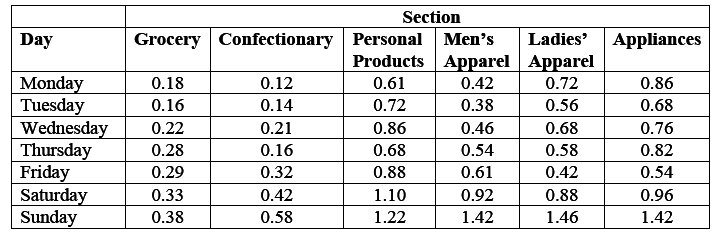 Section
Day Grocery Confectionary Personal Products Men's Apparel Ladies' Apparel Appliances
Monday 0.18 0.12 0.61 0.42 0.72 0.86
Tuesday 0.16 0.14 0.72 0.38 0.56 0.68
Wednesday 0.22 0.21 0.86 0.46 0.68 0.76
Thursday 0.28 0.16 0.68 0.54 0.58 0.82
Friday 0.29 0.32 0.88 0.61 0.42 0.54
Saturday 0.33 0.42 1.10 0.92 0.88 0.96
Sunday 0.38 0.58 1.22 1.42 1.46 1.42